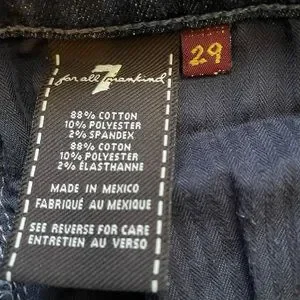 7
for all mankind
29
88% COTTON
10% POLYESTER
2% SPANDEX
88% COTON
10% POLYESTER
2% ÉLASTHANNE
MADE IN MEXICO
FABRIQUÉ AU MEXIQUE
SEE REVERSE FOR CARE
ENTRETIEN AU VERSO